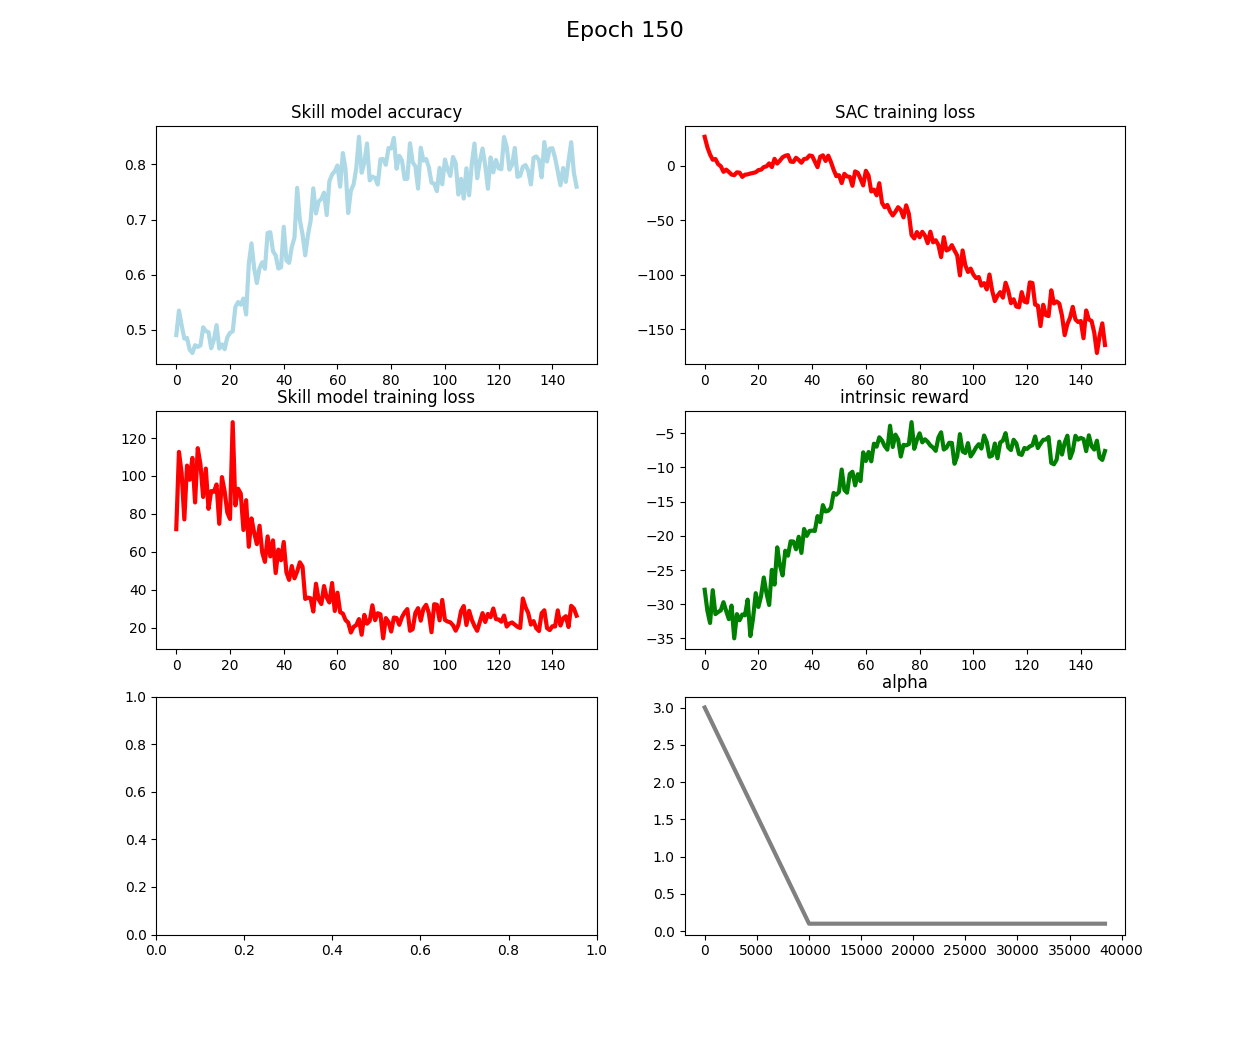 Epoch 150
Skill model accuracy
0.8
0.7
0.6
0.5
0 20 40 60 80 100 120 140
SAC training loss
0
−50
−100
−150
0 20 40 60 80 100 120 140
Skill model training loss
120
100
80
60
40
20
0 20 40 60 80 100 120 140
intrinsic reward
−5
−10
−15
−20
−25
−30
−35
0 20 40 60 80 100 120 140
1.0
0.8
0.6
0.4
0.2
0.0
0.0 0.2 0.4 0.6 0.8 1.0
alpha
3.0
2.5
2.0
1.5
1.0
0.5
0.0
0 5000 10000 15000 20000 25000 30000 35000 40000